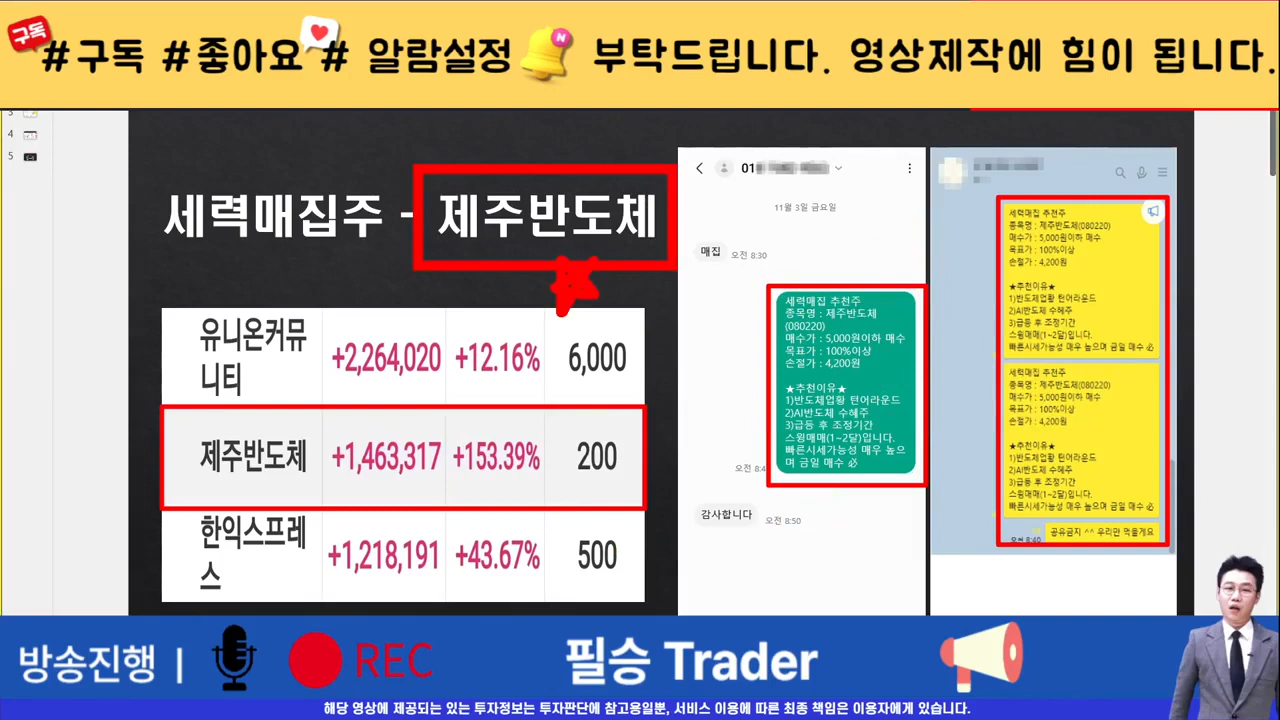 구독
#구독 #좋아요 # 알람설정 N 부탁드립니다. 영상제작에 힘이 됩니다.
3
4
5
세력매집주 - 제주반도체
유니온커뮤
니티
+2,264,020
+12.16%
6,000
제주반도체
+1,463,317
+153.39%
200
한익스프레
스
+1,218,191
+43.67%
500
01
11월 3일 금요일
매집
오전 8:30
세력매집 추천주
종목명 : 제주반도체
(080220)
매수가 : 5,000원이하 매수
목표가 : 100%이상
손절가 : 4,200원
★추천이유★
1)반도체업황 턴어라운드
2)AI반도체 수혜주
3)급등 후 조정기간
스윙매매(1~2달)입니다.
빠른시세가능성 매우 높으
며 금일 매수 必
오전 8:4
감사합니다
오전 8:50
세력매집 추천주
종목명 : 제주반도체(080220)
매수가 : 5,000원이하 매수
목표가 : 100%이상
손절가 : 4,200원
★추천이유★
1)반도체업황 턴어라운드
2)AI반도체 수혜주
3)급등 후 조정기간
스윙매매(1~2달)입니다.
빠른시세가능성 매우 높으며 금일 매수 必
세력매집 추천주
종목명 : 제주반도체(080220)
매수가 : 5,000원이하 매수
목표가 : 100%이상
손절가 : 4,200원
★추천이유★
1)반도체업황 턴어라운드
2)AI반도체 수혜주
3)급등 후 조정기간
스윙매매(1~2달)입니다.
빠른시세가능성 매우 높으며 금일 매수 必
오전 8:40
공유금지 ^^ 우리만 먹을게요
방송진행 |
REC
필승 Trader
해당 영상에 제공되는 있는 투자정보는 투자판단에 참고용일뿐, 서비스 이용에 따른 최종 책임은 이용자에게 있습니다.